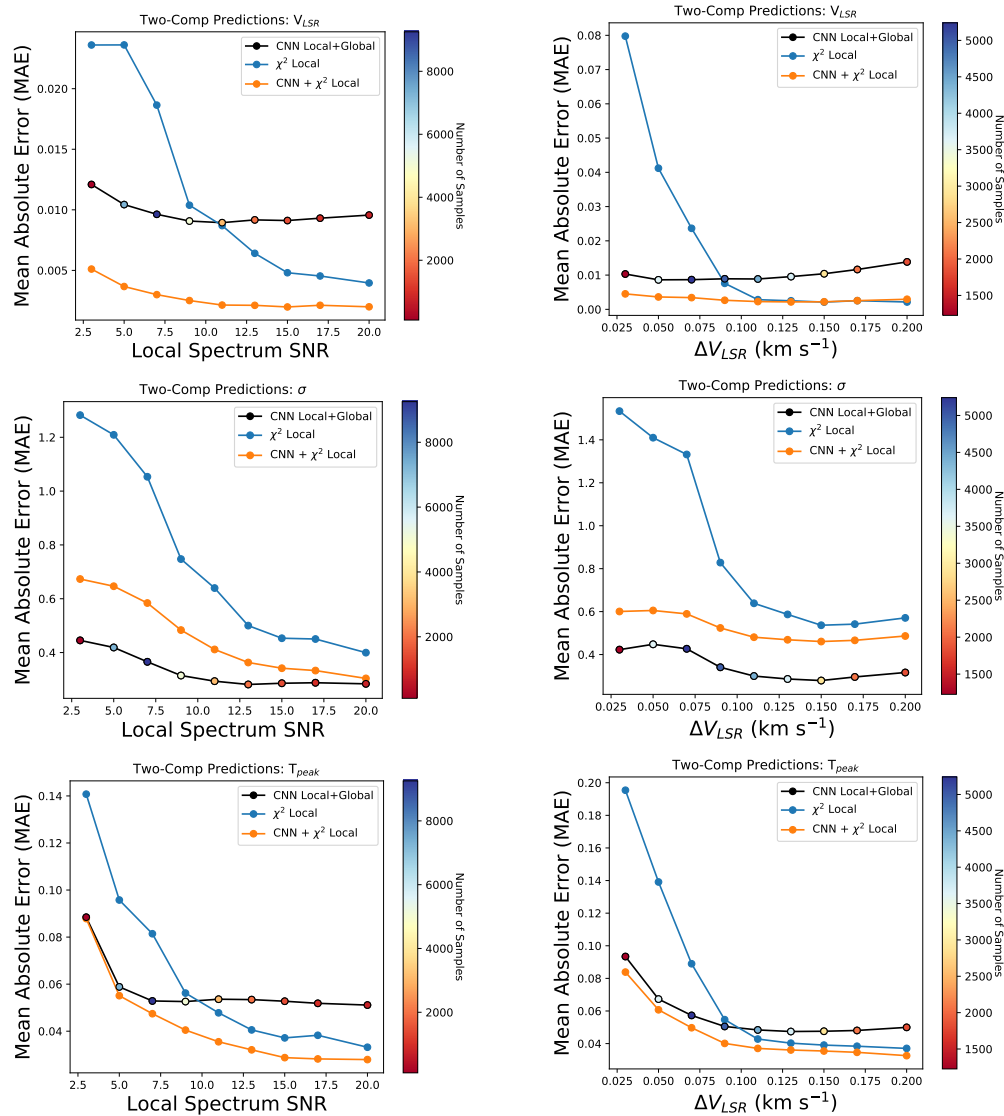 Two-Comp Predictions: V_LSR
Mean Absolute Error (MAE)
0.020
0.015
0.010
0.005
CNN Local+Global
χ² Local
CNN + χ² Local
2.5 5.0 7.5 10.0 12.5 15.0 17.5 20.0
Local Spectrum SNR
8000
6000
4000
2000
Number of Samples
Two-Comp Predictions: V_LSR
Mean Absolute Error (MAE)
0.08
0.07
0.06
0.05
0.04
0.03
0.02
0.01
0.00
CNN Local+Global
χ² Local
CNN + χ² Local
0.025 0.050 0.075 0.100 0.125 0.150 0.175 0.200
ΔV_LSR (km s⁻¹)
5000
4500
4000
3500
3000
2500
2000
1500
Number of Samples
Two-Comp Predictions: σ
Mean Absolute Error (MAE)
1.2
1.0
0.8
0.6
0.4
CNN Local+Global
χ² Local
CNN + χ² Local
2.5 5.0 7.5 10.0 12.5 15.0 17.5 20.0
Local Spectrum SNR
8000
6000
4000
2000
Number of Samples
Two-Comp Predictions: σ
Mean Absolute Error (MAE)
1.4
1.2
1.0
0.8
0.6
0.4
CNN Local+Global
χ² Local
CNN + χ² Local
0.025 0.050 0.075 0.100 0.125 0.150 0.175 0.200
ΔV_LSR (km s⁻¹)
5000
4500
4000
3500
3000
2500
2000
1500
Number of Samples
Two-Comp Predictions: T_peak
Mean Absolute Error (MAE)
0.14
0.12
0.10
0.08
0.06
0.04
CNN Local+Global
χ² Local
CNN + χ² Local
2.5 5.0 7.5 10.0 12.5 15.0 17.5 20.0
Local Spectrum SNR
8000
6000
4000
2000
Number of Samples
Two-Comp Predictions: T_peak
Mean Absolute Error (MAE)
0.20
0.18
0.16
0.14
0.12
0.10
0.08
0.06
0.04
CNN Local+Global
χ² Local
CNN + χ² Local
0.025 0.050 0.075 0.100 0.125 0.150 0.175 0.200
ΔV_LSR (km s⁻¹)
5000
4500
4000
3500
3000
2500
2000
1500
Number of Samples